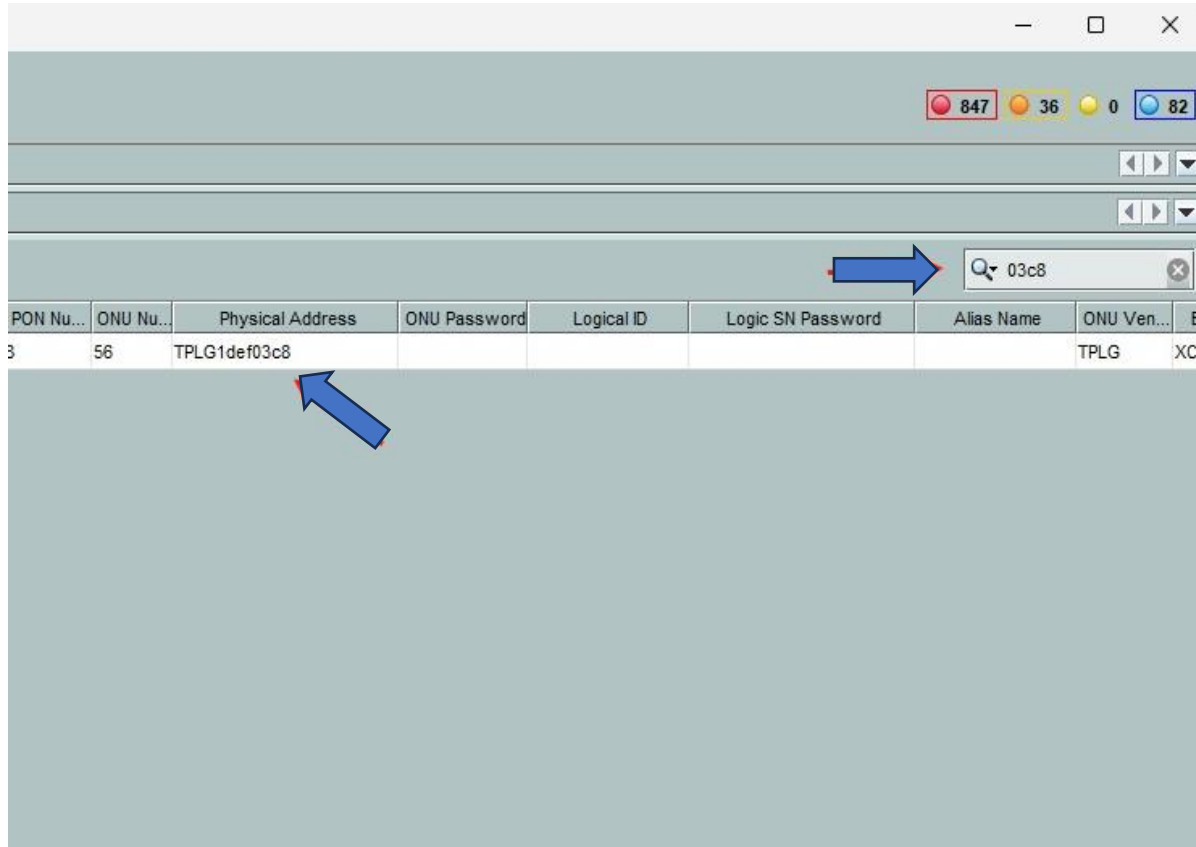 847 36 0 82
03c8
PON Nu... ONU Nu... Physical Address ONU Password Logical ID Logic SN Password Alias Name ONU Ven...
56 TPLG1def03c8 TPLG XC